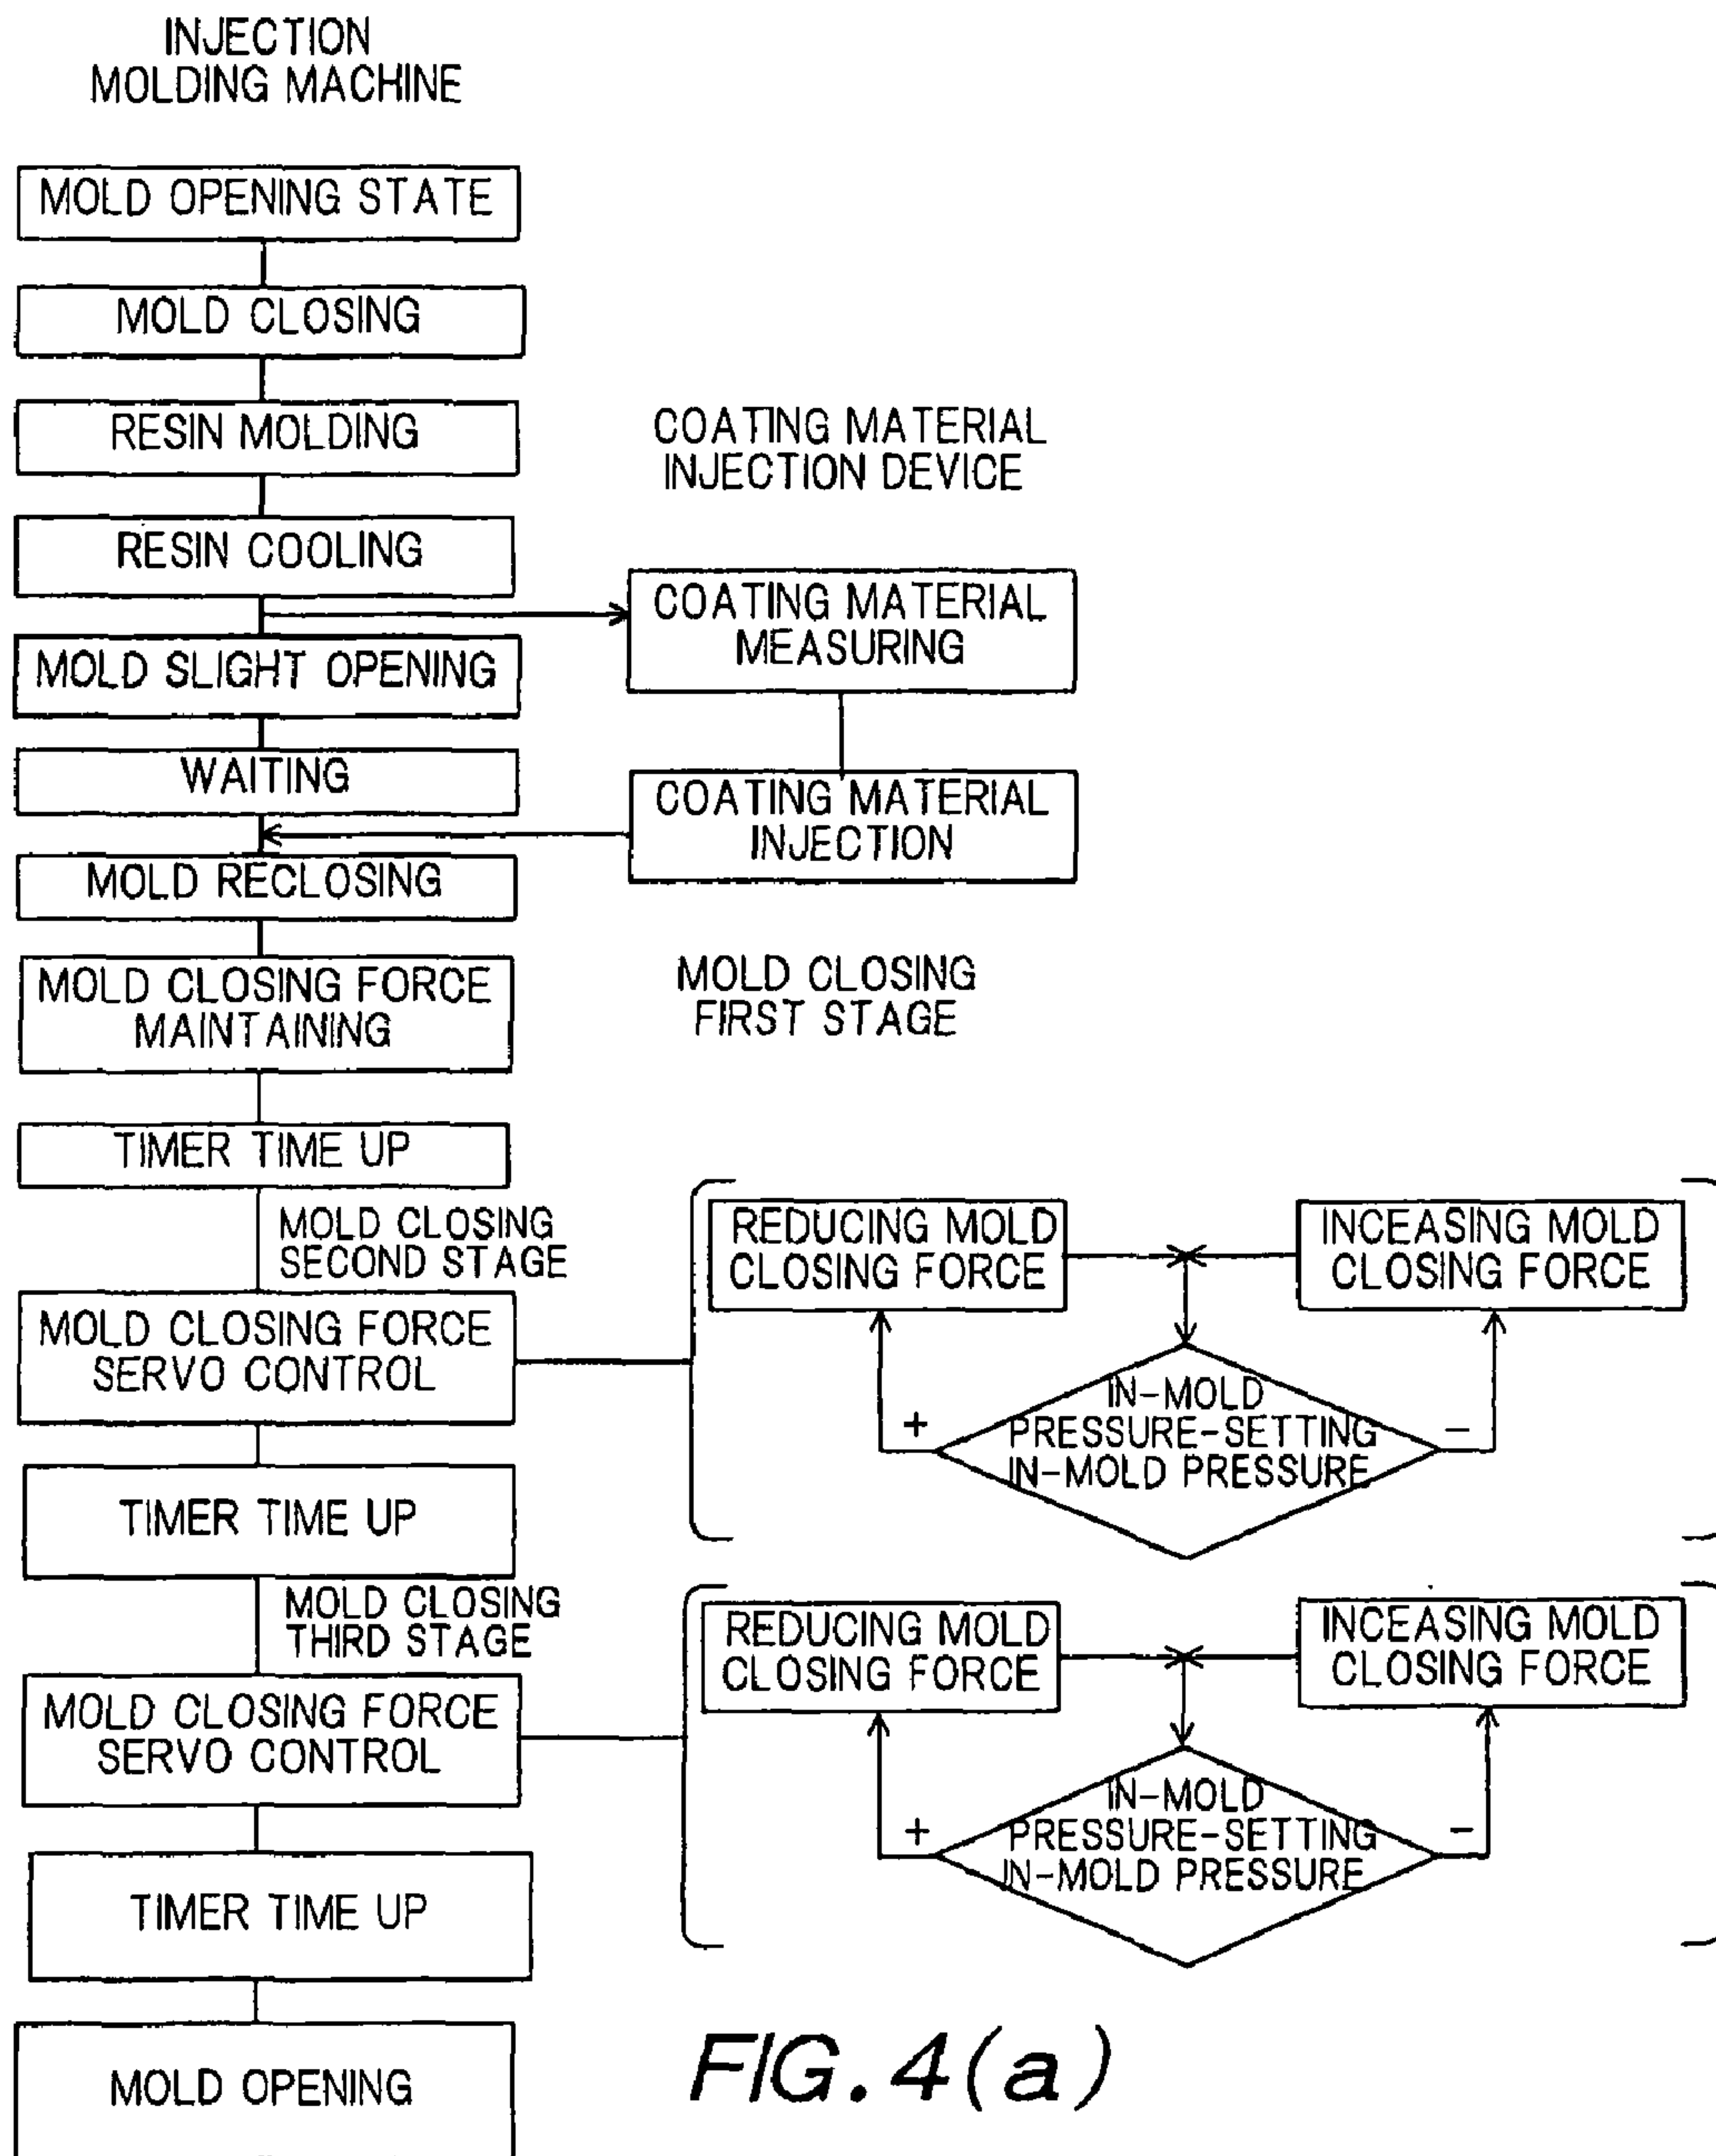 INJECTION
MOLDING MACHINE
MOLD OPENING STATE
MOLD CLOSING
RESIN MOLDING
RESIN COOLING
MOLD SLIGHT OPENING
WAITING
MOLD RECLOSING
MOLD CLOSING FORCE
MAINTAINING
TIMER TIME UP
COATING MATERIAL
INJECTION DEVICE
COATING MATERIAL
MEASURING
COATING MATERIAL
INJECTION
MOLD CLOSING
FIRST STAGE
MOLD CLOSING
SECOND STAGE
MOLD CLOSING FORCE
SERVO CONTROL
REDUCING MOLD
CLOSING FORCE
INCEASING MOLD
CLOSING FORCE
+
IN-MOLD
PRESSURE-SETTING
IN-MOLD PRESSURE
-
TIMER TIME UP
MOLD CLOSING
THIRD STAGE
MOLD CLOSING FORCE
SERVO CONTROL
REDUCING MOLD
CLOSING FORCE
INCEASING MOLD
CLOSING FORCE
+
IN-MOLD
PRESSURE-SETTING
IN-MOLD PRESSURE
-
TIMER TIME UP
MOLD OPENING
FIG. 4(a)